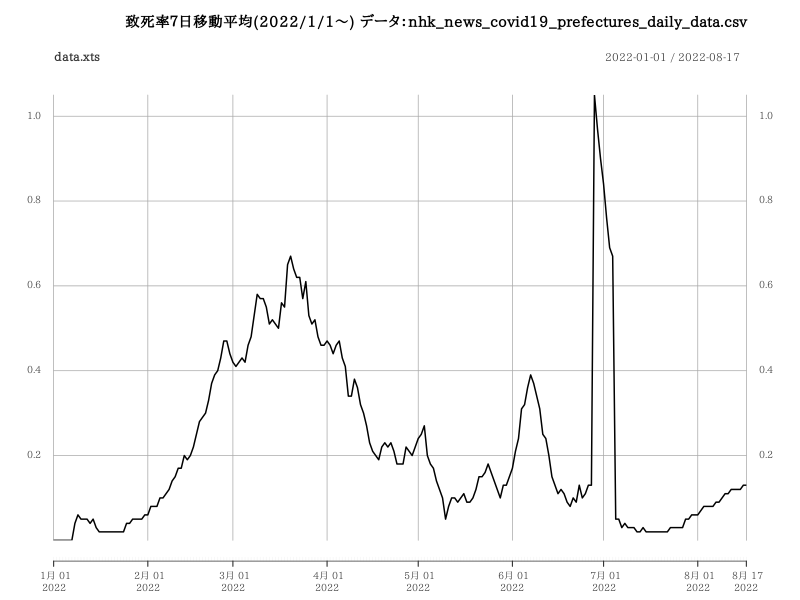 致死率7日移動平均(2022/1/1～) データ:nhk_news_covid19_prefectures_daily_data.csv
data.xts 2022-01-01 / 2022-08-17
1.0 1.0
0.8 0.8
0.6 0.6
0.4 0.4
0.2 0.2
1月 01 2月 01 3月 01 4月 01 5月 01 6月 01 7月 01 8月 01 8月 17
2022 2022 2022 2022 2022 2022 2022 2022 2022